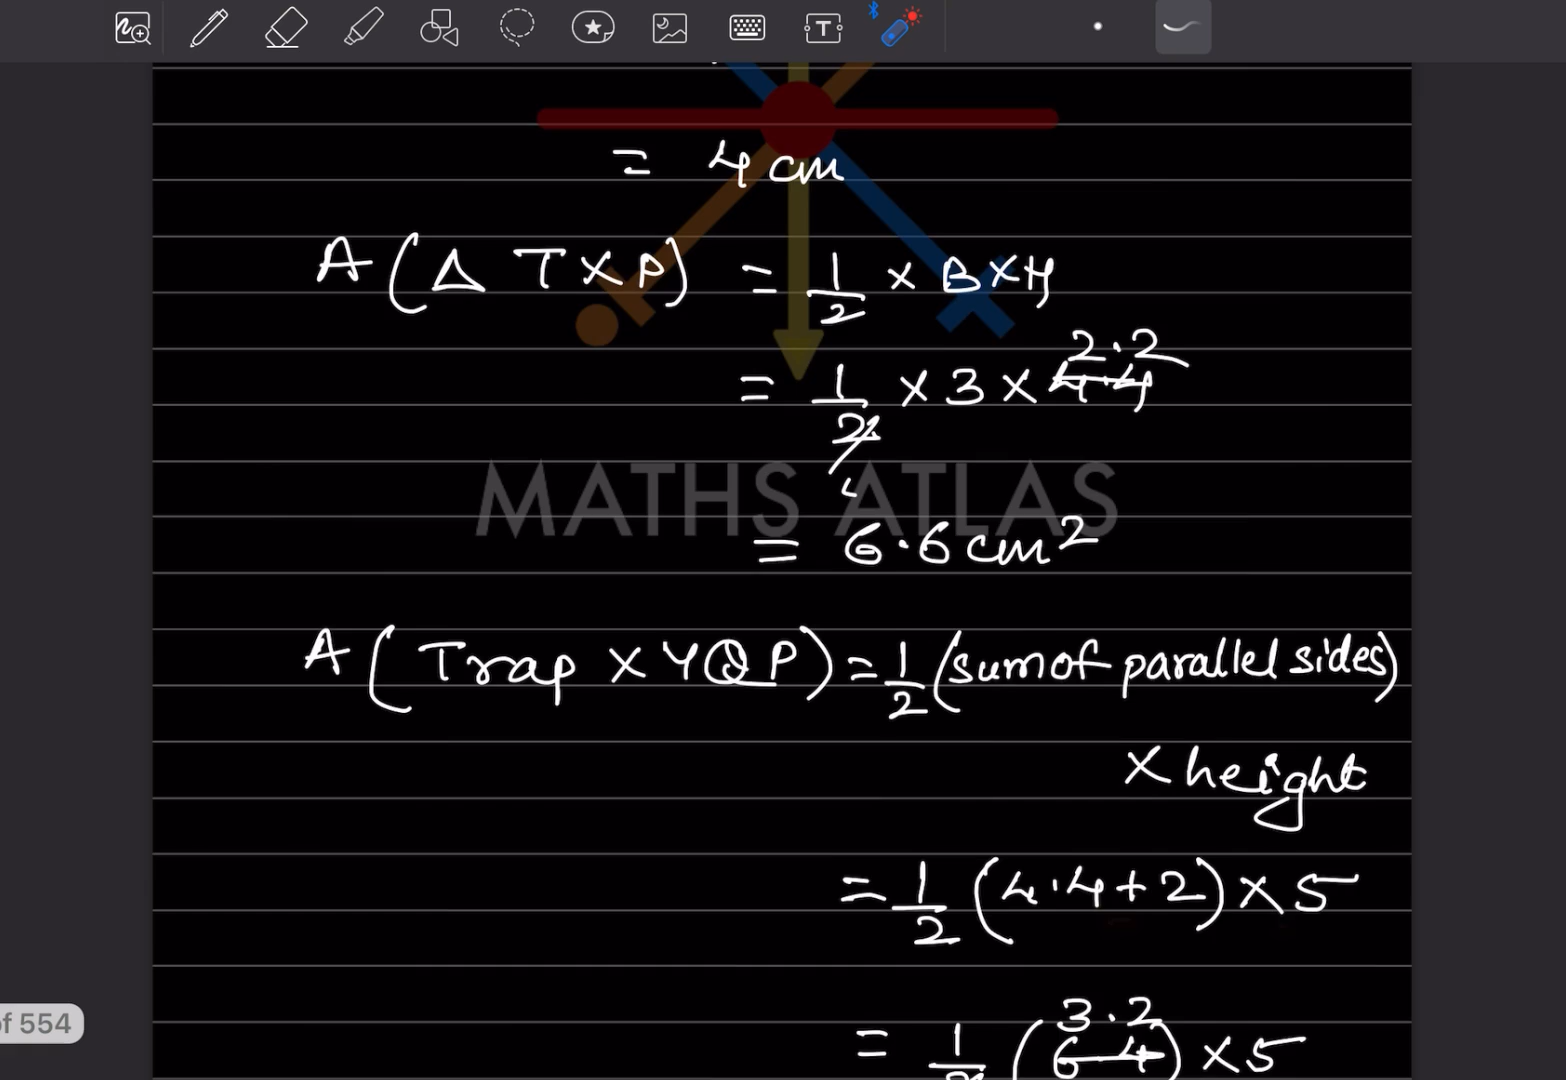 T
= 4 cm
A ( Δ T X P ) = 1/2 × B × H
2.2
= 1/2 × 3 × 4.4
MATHS ATLAS
= 6.6 cm²
A ( Trap X Y Q P ) = 1/2 (sum of parallel sides)
× height
= 1/2 (4.4 + 2) × 5
of 554
3.2
= 1/2 (6.4) × 5